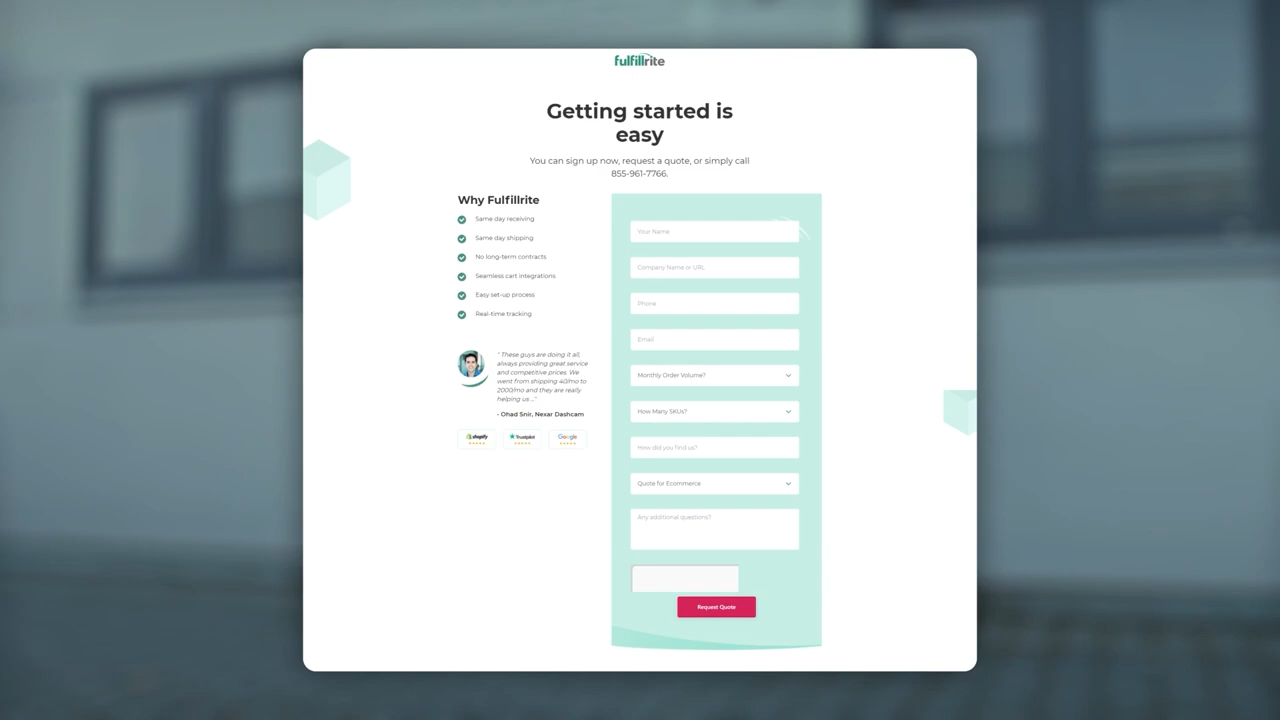 fulfillrite
Getting started is
easy
You can sign up now, request a quote, or simply call
855-961-7766.
Why Fulfillrite
Same day receiving
Same day shipping
No long-term contracts
Seamless cart integrations
Easy set-up process
Real-time tracking
" These guys are doing it all,
always providing great service
and competitive prices. We
went from shipping 40/mo to
2000/mo and they are really
helping us ..."
- Ohad Snir, Nexar Dashcam
shopify
Trustpilot
Google
Your Name
Company Name or URL
Phone
Email
Monthly Order Volume?
How Many SKUs?
How did you find us?
Quote for Ecommerce
Any additional questions?
Request Quote